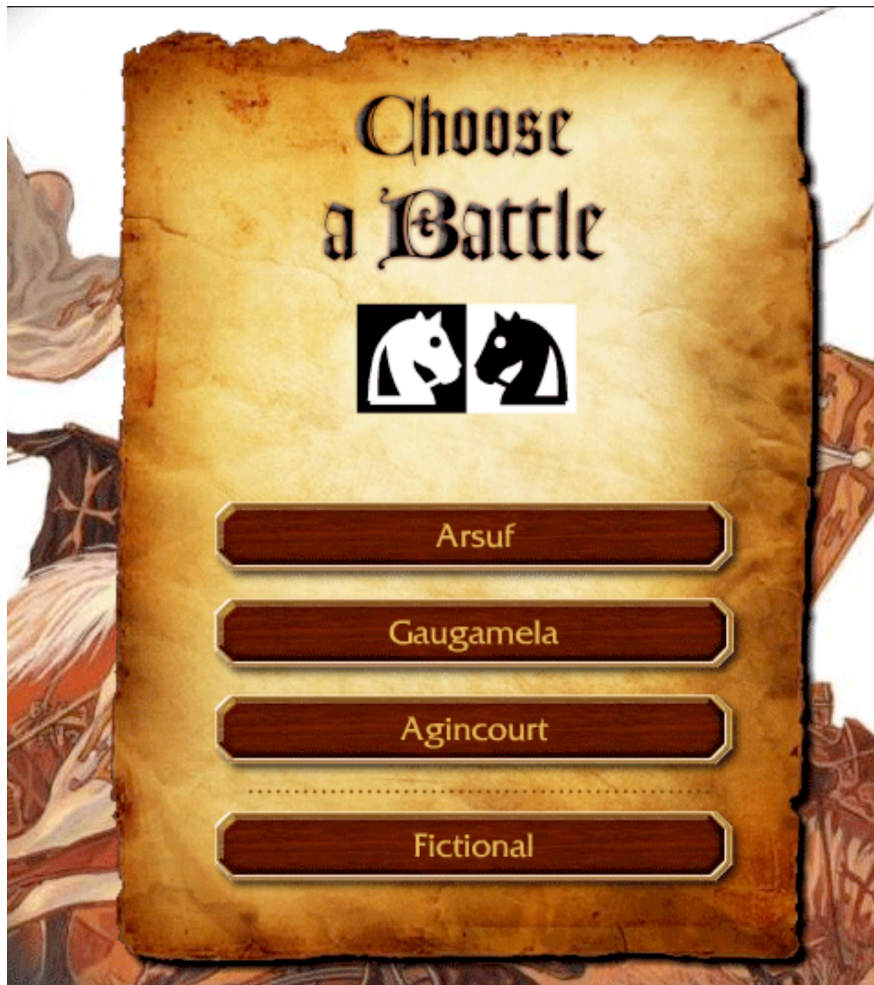 Choose
a Battle
Arsuf
Gaugamela
Agincourt
Fictional